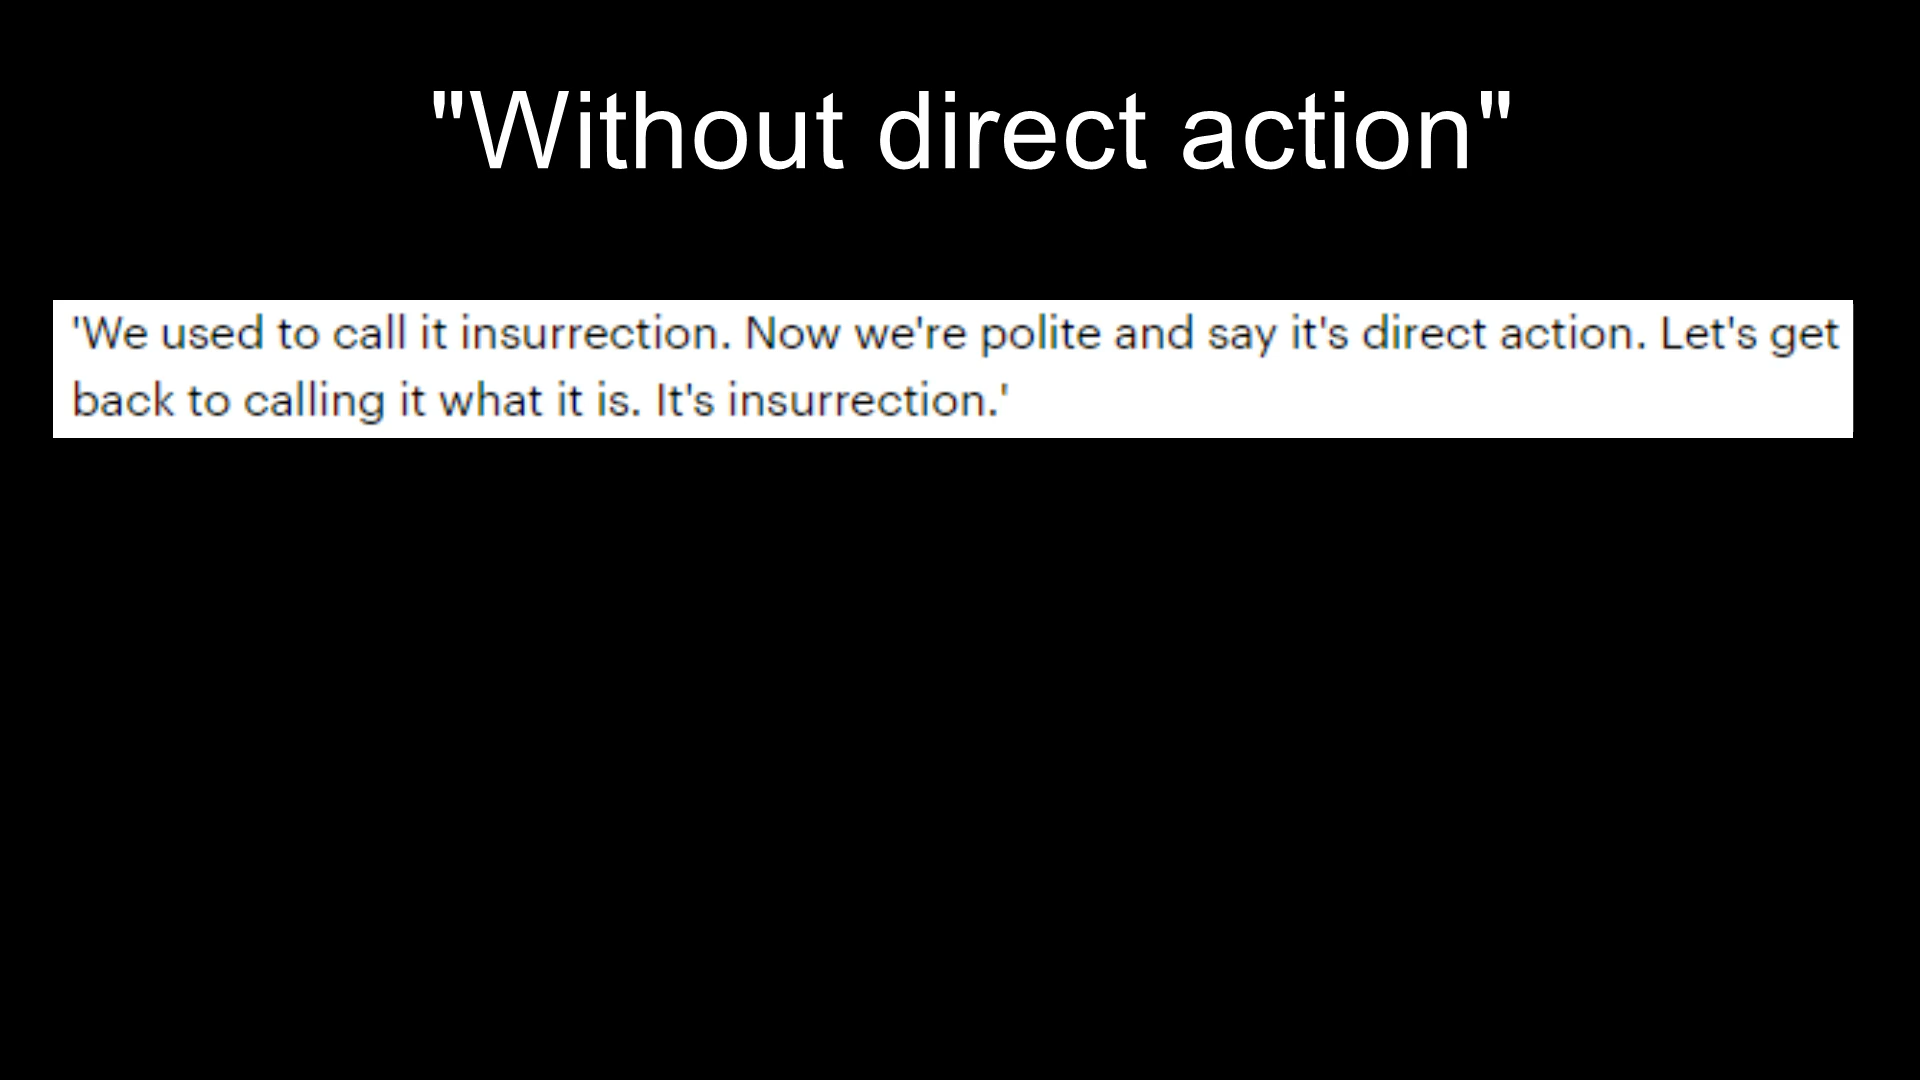 "Without direct action"
'We used to call it insurrection. Now we're polite and say it's direct action. Let's get
back to calling it what it is. It's insurrection.'